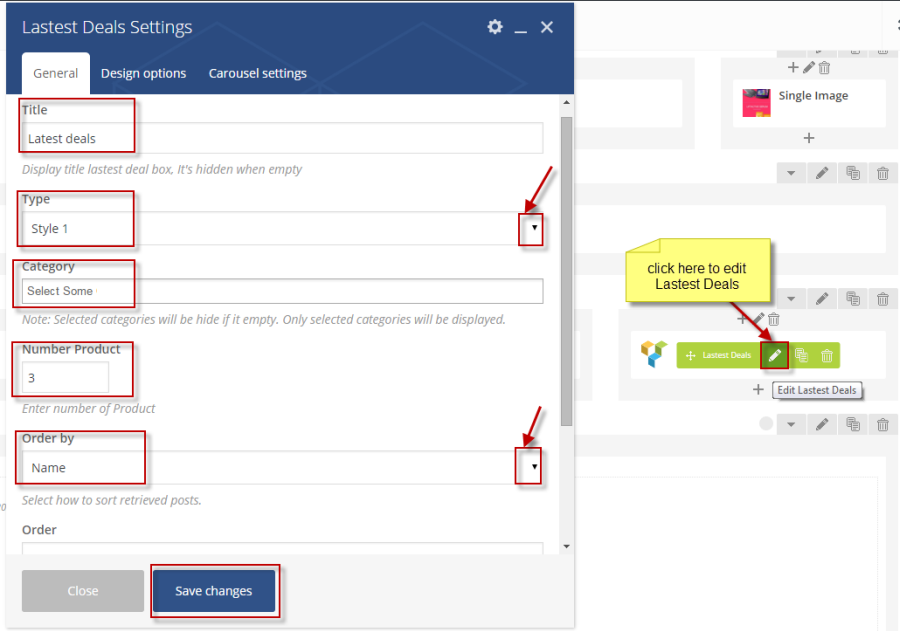 Lastest Deals Settings
General
Design options
Carousel settings
Title
Latest deals
Display title lastest deal box, It's hidden when empty
Type
Style 1
Category
Select Some
Note: Selected categories will be hide if it empty. Only selected categories will be displayed.
Number Product
3
Enter number of Product
Order by
Name
Select how to sort retrieved posts.
Order
Close
Save changes
Single Image
click here to edit
Lastest Deals
Lastest Deals
Edit Lastest Deals